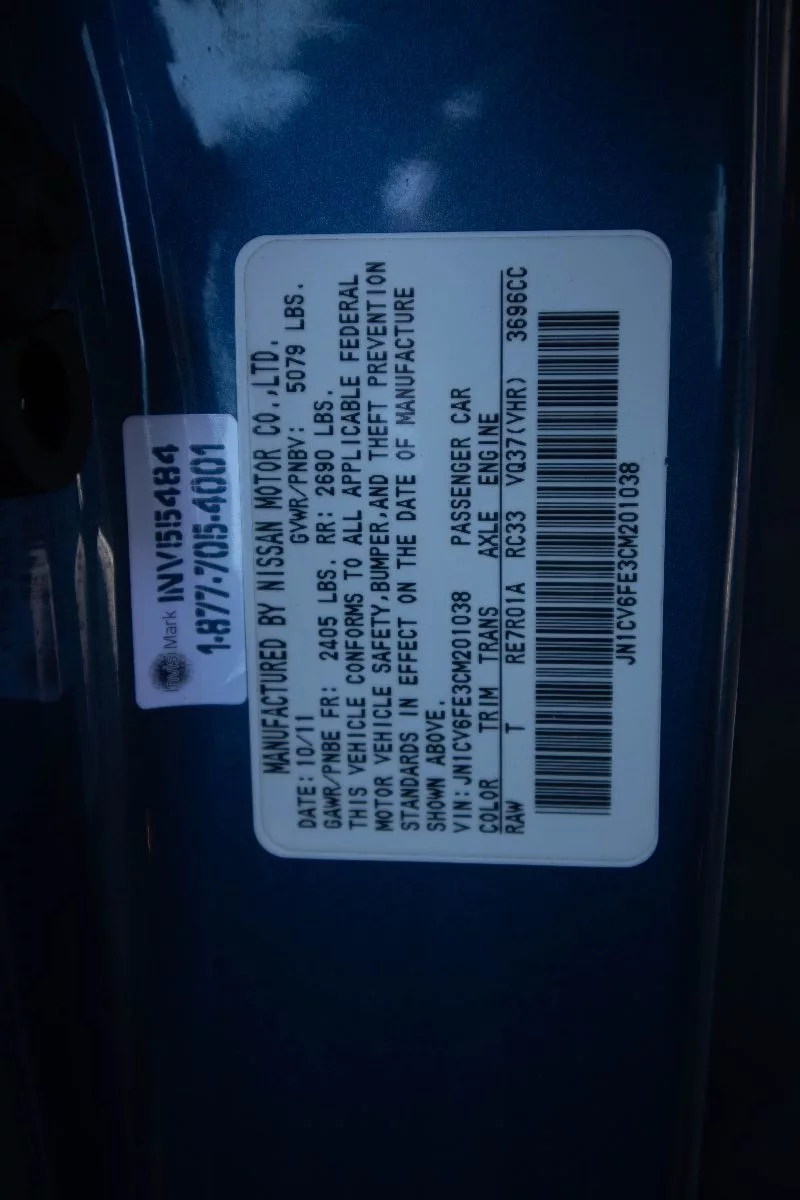 TMS Mark INV55484
1-877-705-4001
MANUFACTURED BY NISSAN MOTOR CO.,LTD.
DATE: 10/11 GVWR/PNBV: 5079 LBS.
GAWR/PNBE FR: 2405 LBS. RR: 2690 LBS.
THIS VEHICLE CONFORMS TO ALL APPLICABLE FEDERAL
MOTOR VEHICLE SAFETY,BUMPER,AND THEFT PREVENTION
STANDARDS IN EFFECT ON THE DATE OF MANUFACTURE
SHOWN ABOVE.
VIN: JN1CV6FE3CM201038 PASSENGER CAR
COLOR TRIM TRANS AXLE ENGINE
RAW T RE7R01A RC33 VQ37(VHR) 3696CC
JN1CV6FE3CM201038